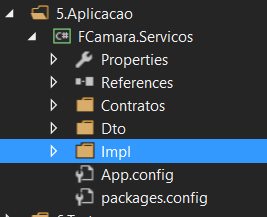 5.Aplicacao
C# FCamara.Servicos
Properties
References
Contratos
Dto
Impl
App.config
packages.config